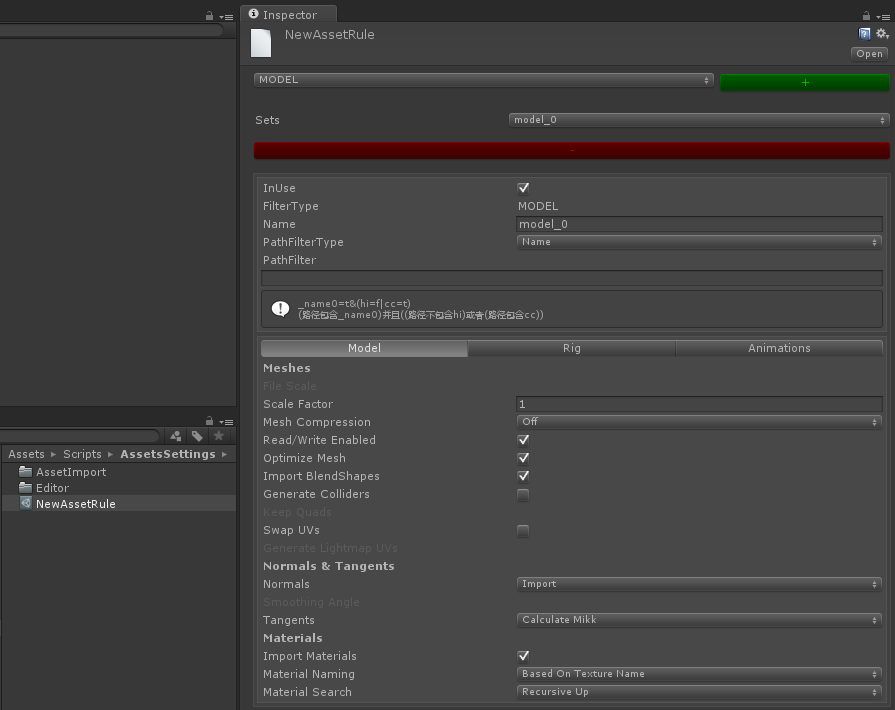 Inspector
NewAssetRule
Open
MODEL
+
Sets
model_0
-
InUse
FilterType
MODEL
Name
model_0
PathFilterType
Name
PathFilter
_name0=t&(hi=f|cc=t)
(路径包含_name0)并且((路径下包含hi)或者(路径包含cc))
Model
Rig
Animations
Meshes
File Scale
Scale Factor
1
Mesh Compression
Off
Read/Write Enabled
Optimize Mesh
Import BlendShapes
Generate Colliders
Keep Quads
Swap UVs
Generate Lightmap UVs
Normals & Tangents
Normals
Import
Smoothing Angle
Tangents
Calculate Mikk
Materials
Import Materials
Material Naming
Based On Texture Name
Material Search
Recursive Up
Assets ▸ Scripts ▸ AssetsSettings ▸
AssetImport
Editor
NewAssetRule